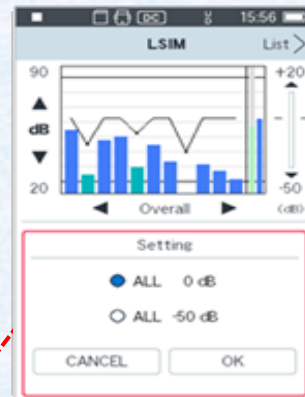 DC 15:56
LSIM List
90 +20
dB
20 -50
Overall (dB)
Setting
ALL 0 dB
ALL -50 dB
CANCEL OK